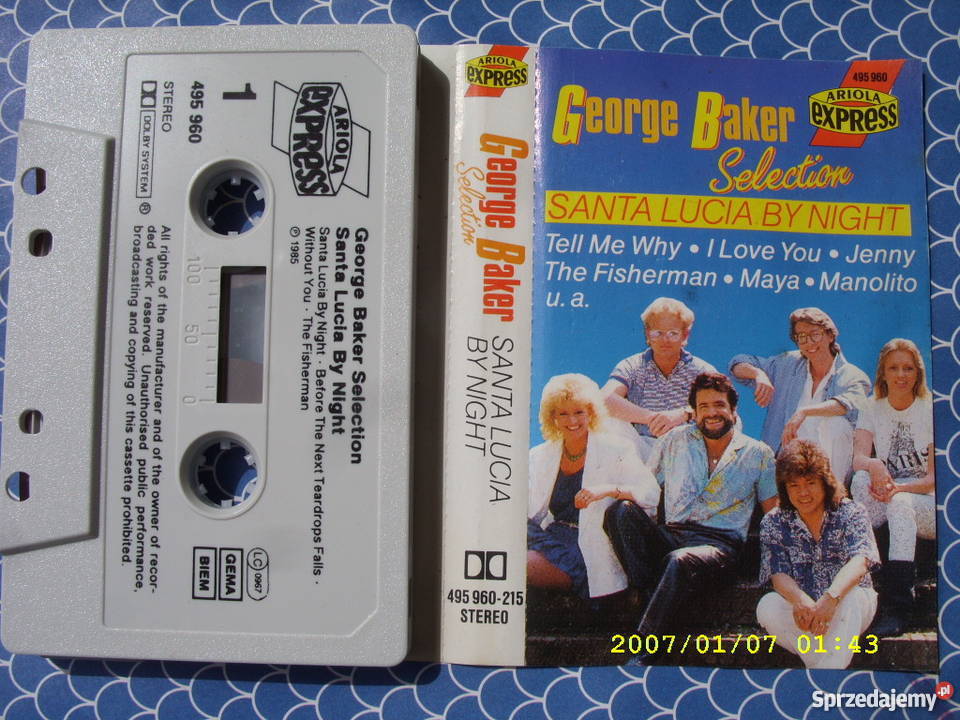 ARIOLA
EXPRESS
George Baker Selection
Santa Lucia By Night
Santa Lucia By Night · Before The Next Teardrops Falls ·
Without You · The Fisherman
℗ 1985
1
495 960
STEREO
DOLBY SYSTEM
®
All rights of the manufacturer and of the owner of recor-
ded work reserved. Unauthorised public performance,
broadcasting and copying of this cassette prohibited.
100 50 0
LC 0967
GEMA
BIEM
ARIOLA
EXPRESS
George Baker
Selection
SANTA LUCIA
BY NIGHT
495 960-215
STEREO
495 960
ARIOLA
EXPRESS
George Baker
Selection
SANTA LUCIA BY NIGHT
Tell Me Why • I Love You • Jenny
The Fisherman • Maya • Manolito
u. a.
2007/01/07 01:43
Sprzedajemy.pl